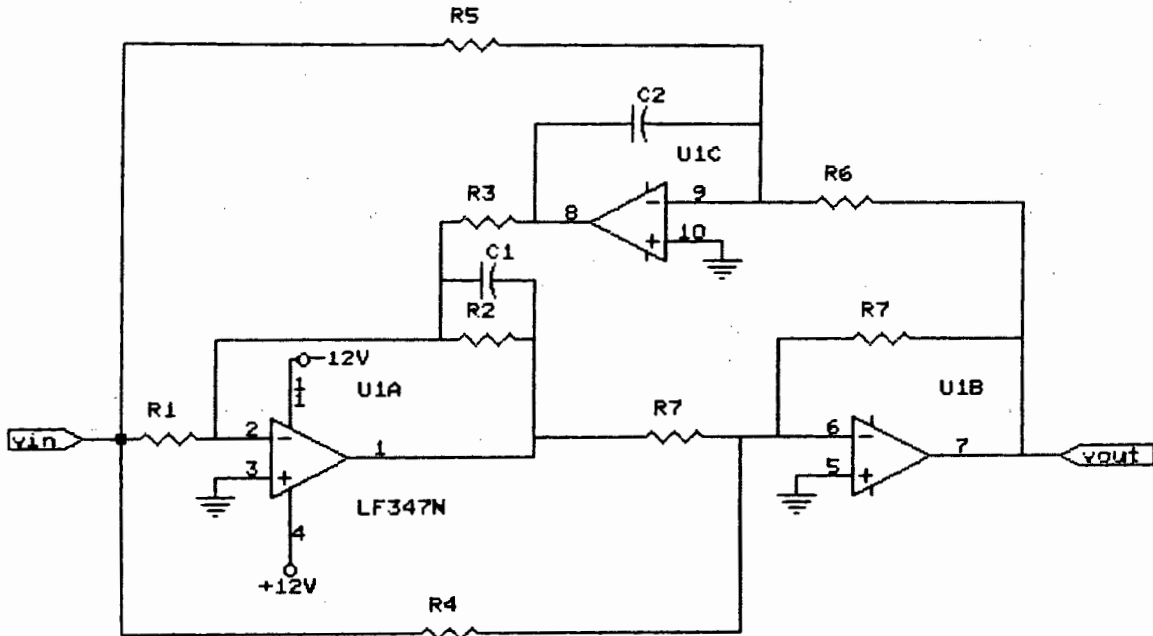 R5
C2
U1C
R6
R3
9
8
-
+
10
C1
R2
R7
-12V
11
U1A
U1B
R1
R7
vin
2
-
1
6
-
7
vout
3
+
5
+
LF347N
4
+12V
R4